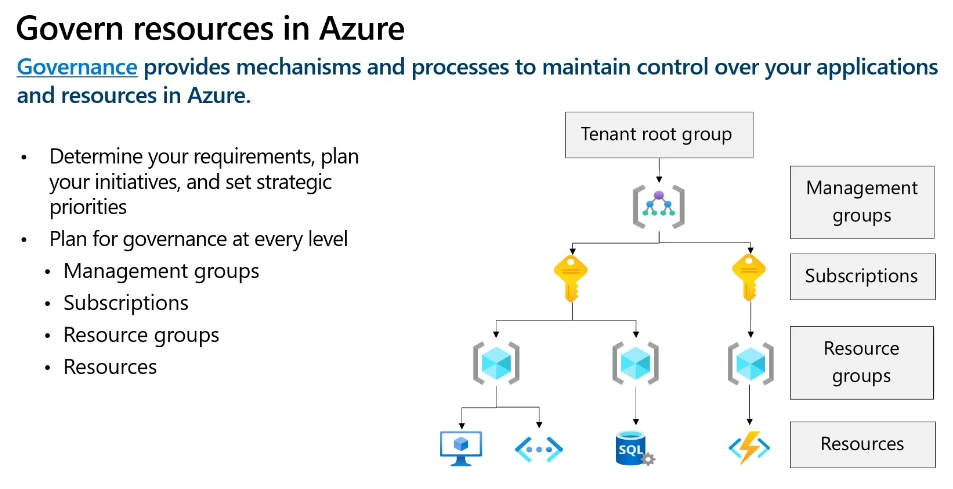 Govern resources in Azure
Governance provides mechanisms and processes to maintain control over your applications
and resources in Azure.
• Determine your requirements, plan
your initiatives, and set strategic
priorities
• Plan for governance at every level
• Management groups
• Subscriptions
• Resource groups
• Resources
Tenant root group
Management
groups
Subscriptions
Resource
groups
SQL
Resources